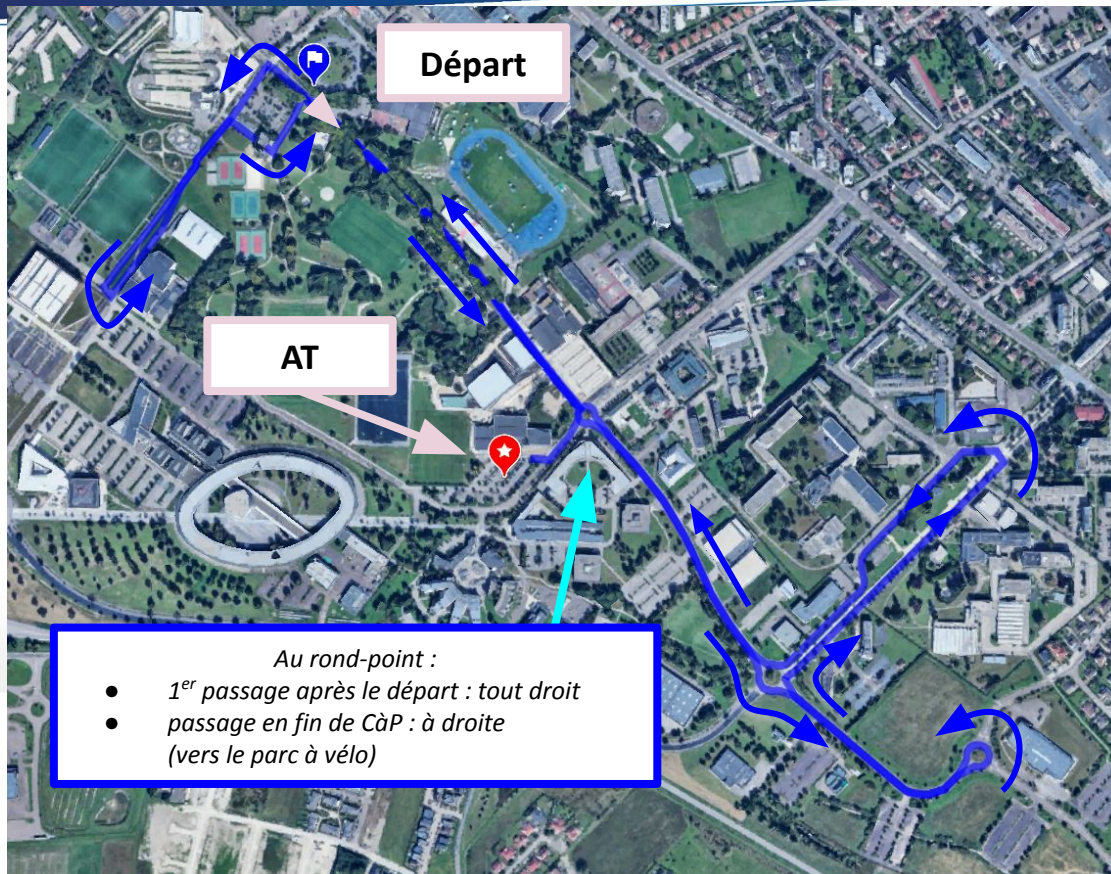 Départ
AT
Au rond-point :
● 1er passage après le départ : tout droit
● passage en fin de CàP : à droite
(vers le parc à vélo)